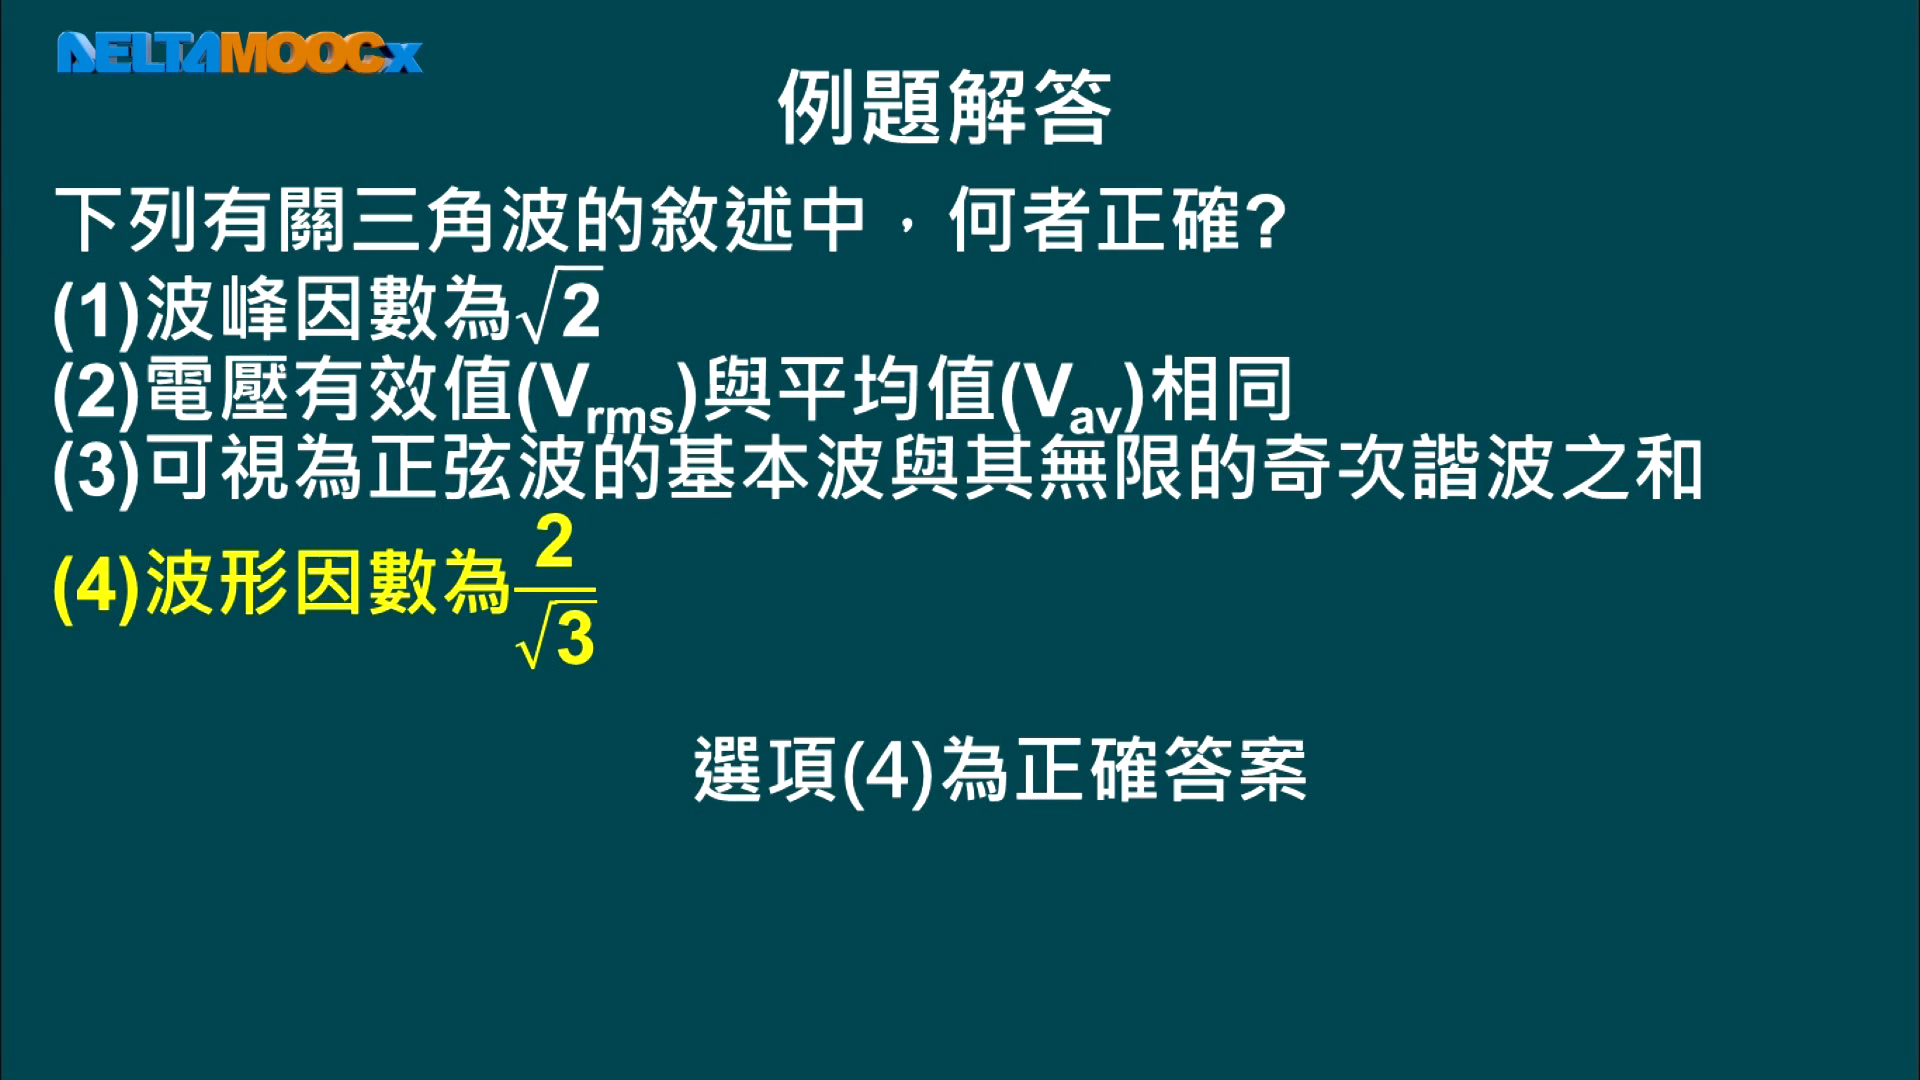 DELTAMOOCx
例題解答
下列有關三角波的敘述中，何者正確?
(1)波峰因數為√2
(2)電壓有效值(Vrms)與平均值(Vav)相同
(3)可視為正弦波的基本波與其無限的奇次諧波之和
(4)波形因數為2/√3
選項(4)為正確答案